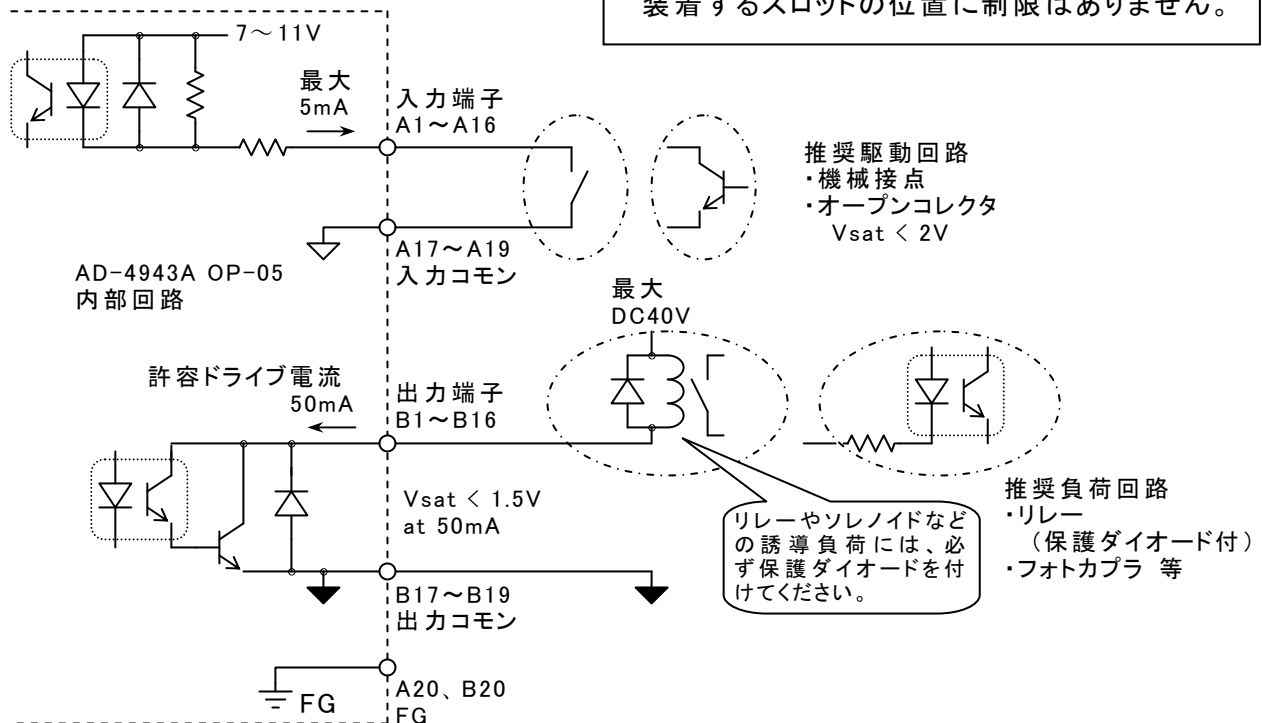 装着するスロットの位置に制限はありません。
7～11V
最大
5mA
入力端子
A1～A16
推奨駆動回路
・機械接点
・オープンコレクタ
Vsat < 2V
A17～A19
入力コモン
AD-4943A OP-05
内部回路
最大
DC40V
許容ドライブ電流
50mA
出力端子
B1～B16
Vsat < 1.5V
at 50mA
リレーやソレノイドなど
の誘導負荷には、必
ず保護ダイオードを付
けてください。
推奨負荷回路
・リレー
（保護ダイオード付）
・フォトカプラ 等
B17～B19
出力コモン
FG
A20、B20
FG